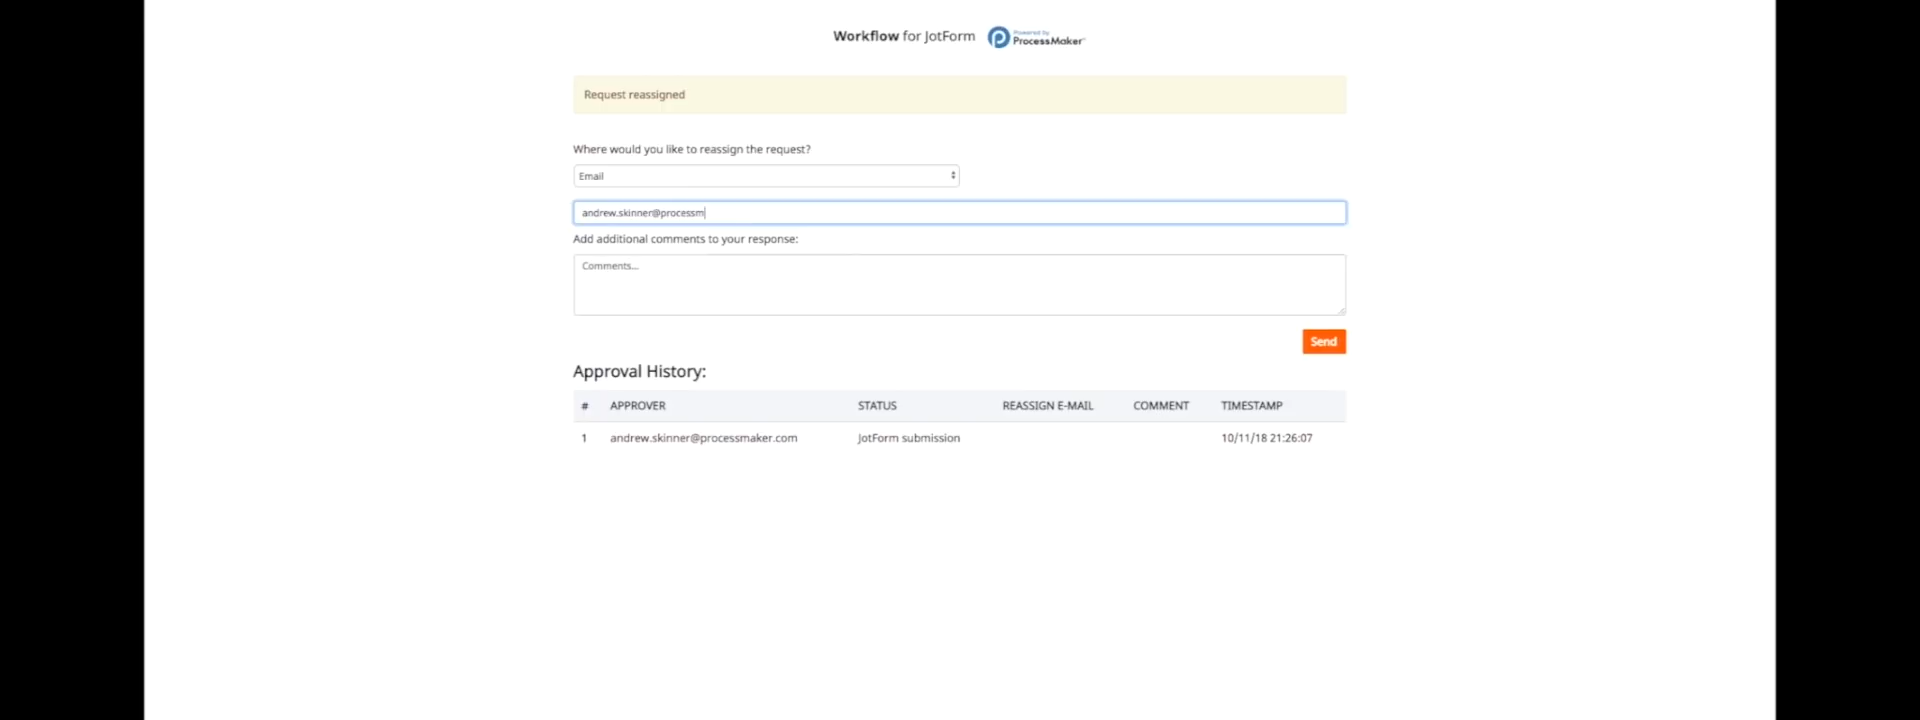 Workflow for JotForm Powered by ProcessMaker
Request reassigned
Where would you like to reassign the request?
Email
andrew.skinner@processm
Add additional comments to your response:
Comments...
Send
Approval History:
# APPROVER STATUS REASSIGN E-MAIL COMMENT TIMESTAMP
1 andrew.skinner@processmaker.com JotForm submission 10/11/18 21:26:07